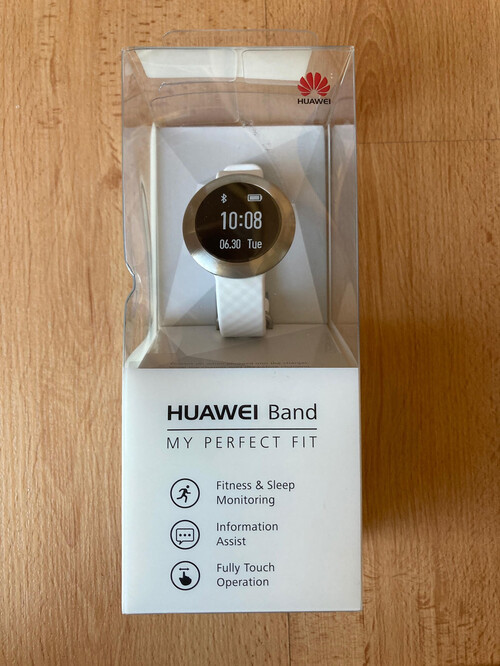 HUAWEI
10:08
06.30 Tue
HUAWEI Band
MY PERFECT FIT
Fitness & Sleep
Monitoring
Information
Assist
Fully Touch
Operation